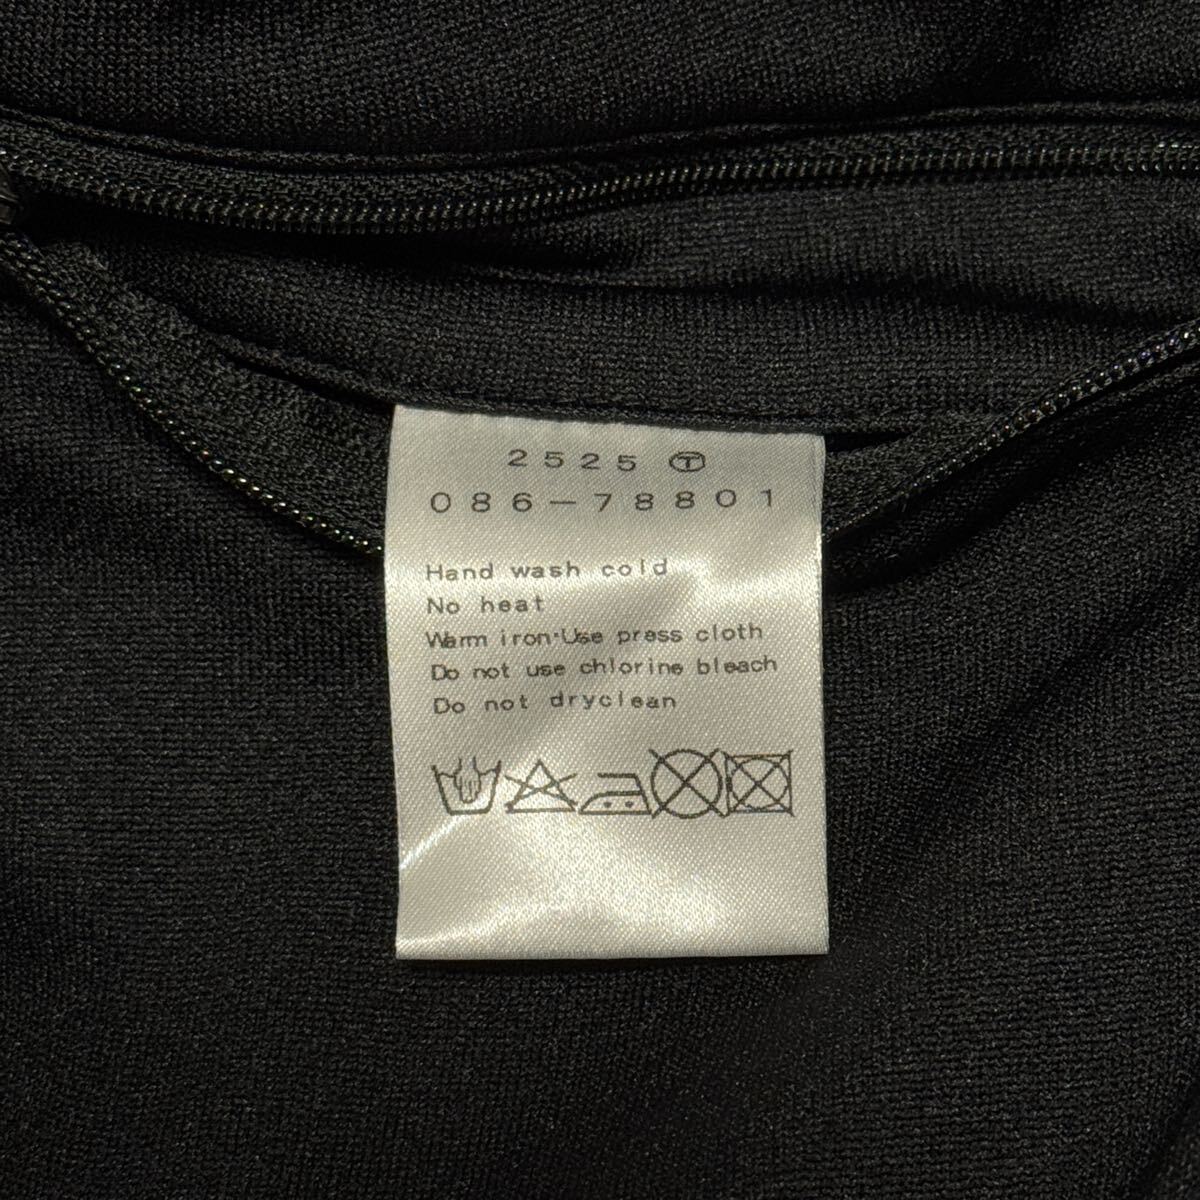 2525 Ⓣ
086-78801
Hand wash cold
No heat
Warm iron·Use press cloth
Do not use chlorine bleach
Do not dryclean